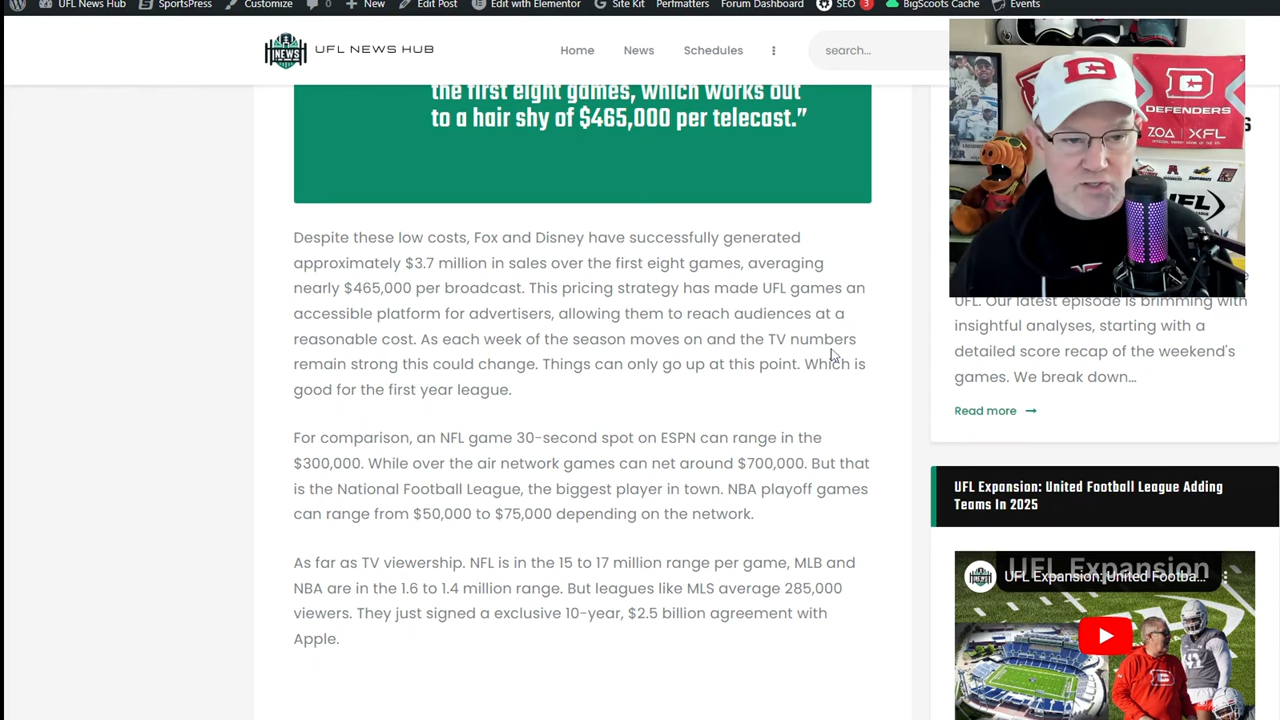 UFL News Hub
SportsPress
Customize
0
New
Edit Post
Edit with Elementor
Site Kit
Perfmatters
Forum Dashboard
SEO 3
BigScoots Cache
Events
NEWS
UFL NEWS HUB
Home
News
Schedules
search...
the first eight games, which works out
to a hair shy of $465,000 per telecast.”
Despite these low costs, Fox and Disney have successfully generated
approximately $3.7 million in sales over the first eight games, averaging
nearly $465,000 per broadcast. This pricing strategy has made UFL games an
accessible platform for advertisers, allowing them to reach audiences at a
reasonable cost. As each week of the season moves on and the TV numbers
remain strong this could change. Things can only go up at this point. Which is
good for the first year league.
For comparison, an NFL game 30-second spot on ESPN can range in the
$300,000. While over the air network games can net around $700,000. But that
is the National Football League, the biggest player in town. NBA playoff games
can range from $50,000 to $75,000 depending on the network.
As far as TV viewership. NFL is in the 15 to 17 million range per game, MLB and
NBA are in the 1.6 to 1.4 million range. But leagues like MLS average 285,000
viewers. They just signed a exclusive 10-year, $2.5 billion agreement with
Apple.
DEFENDERS
ZOA XFL
UFL
UFL. Our latest episode is brimming with
insightful analyses, starting with a
detailed score recap of the weekend's
games. We break down...
Read more →
UFL Expansion: United Football League Adding
Teams In 2025
UFL Expansion
UFL Expansion: United Footba...